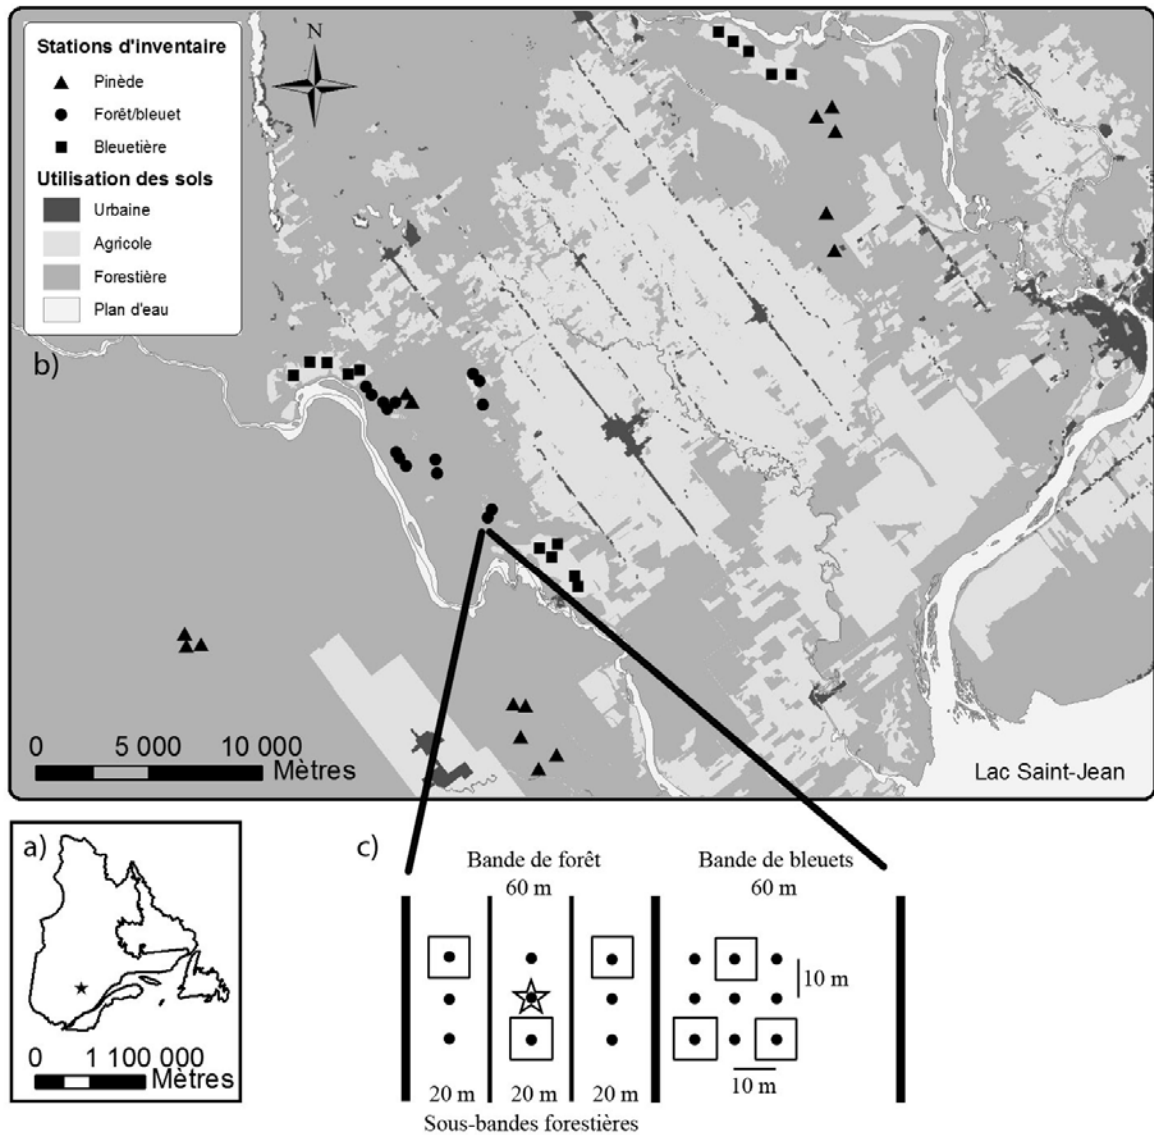 Stations d'inventaire
Pinède
Forêt/bleuet
Bleuetière
Utilisation des sols
Urbaine
Agricole
Forestière
Plan d'eau
N
b)
0 5 000 10 000
Mètres
Lac Saint-Jean
a)
0 1 100 000
Mètres
c)
Bande de forêt
60 m
Bande de bleuets
60 m
10 m
10 m
20 m 20 m 20 m
Sous-bandes forestières